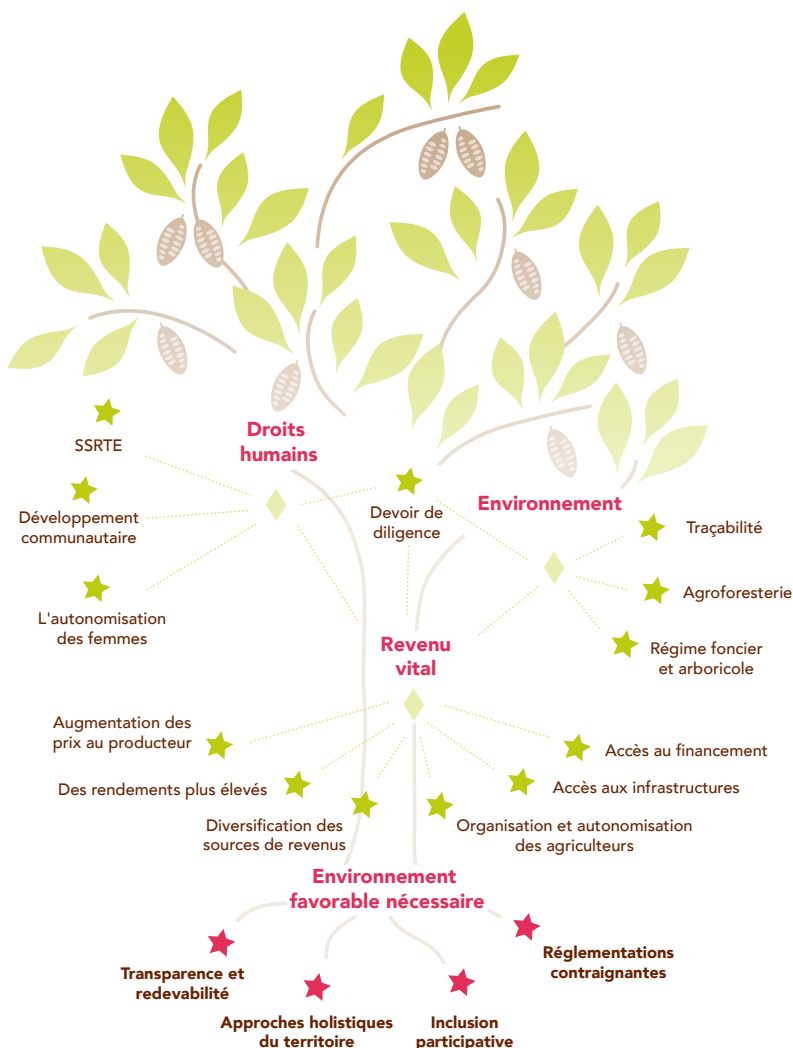 Droits
humains
SSRTE
Développement
communautaire
L'autonomisation
des femmes
Devoir de
diligence
Environnement
Traçabilité
Agroforesterie
Régime foncier
et arboricole
Revenu
vital
Augmentation des
prix au producteur
Des rendements plus élevés
Diversification des
sources de revenus
Organisation et autonomisation
des agriculteurs
Accès aux infrastructures
Accès au financement
Environnement
favorable nécessaire
Transparence et
redevabilité
Approches holistiques
du territoire
Inclusion
participative
Réglementations
contraignantes